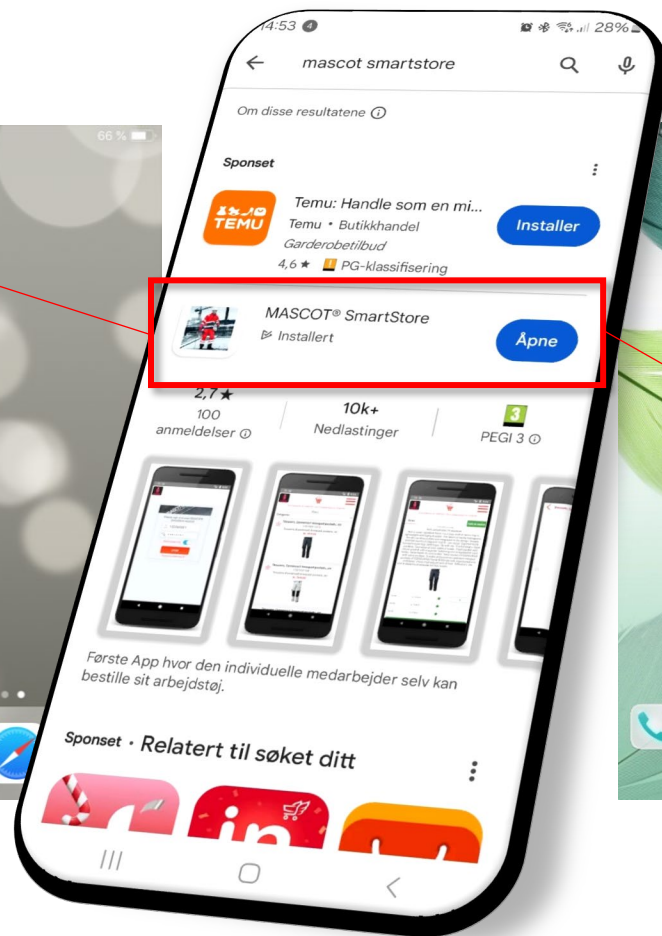 66 %
14:53 4
28%
mascot smartstore
Om disse resultatene
Sponset
TEMU
Temu: Handle som en mi...
Temu • Butikkhandel
Garderobetilbud
4,6 ★ PG-klassifisering
Installer
MASCOT® SmartStore
Installert
Åpne
2,7★
100
anmeldelser
10k+
Nedlastinger
3
PEGI 3
Første App hvor den individuelle medarbejder selv kan
bestille sit arbejdstøj.
Sponset • Relatert til søket ditt
in